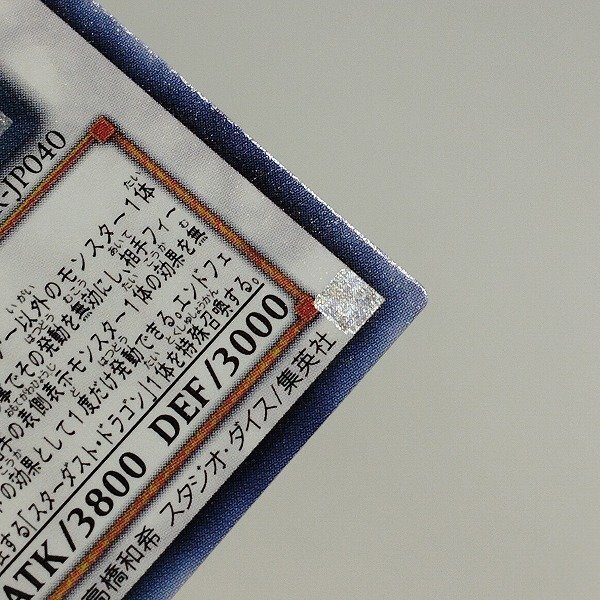 -JP040
ー以外のモンスター1体
事でその発動を無効にし、相手フィー
の表側表示モンスター1体の効果を無
の効果として1度だけ発動できる。エンドフェ
する「スターダスト・ドラゴン」1体を特殊召喚する。
ATK/3800 DEF/3000
高橋和希 スタジオ・ダイス/集英社